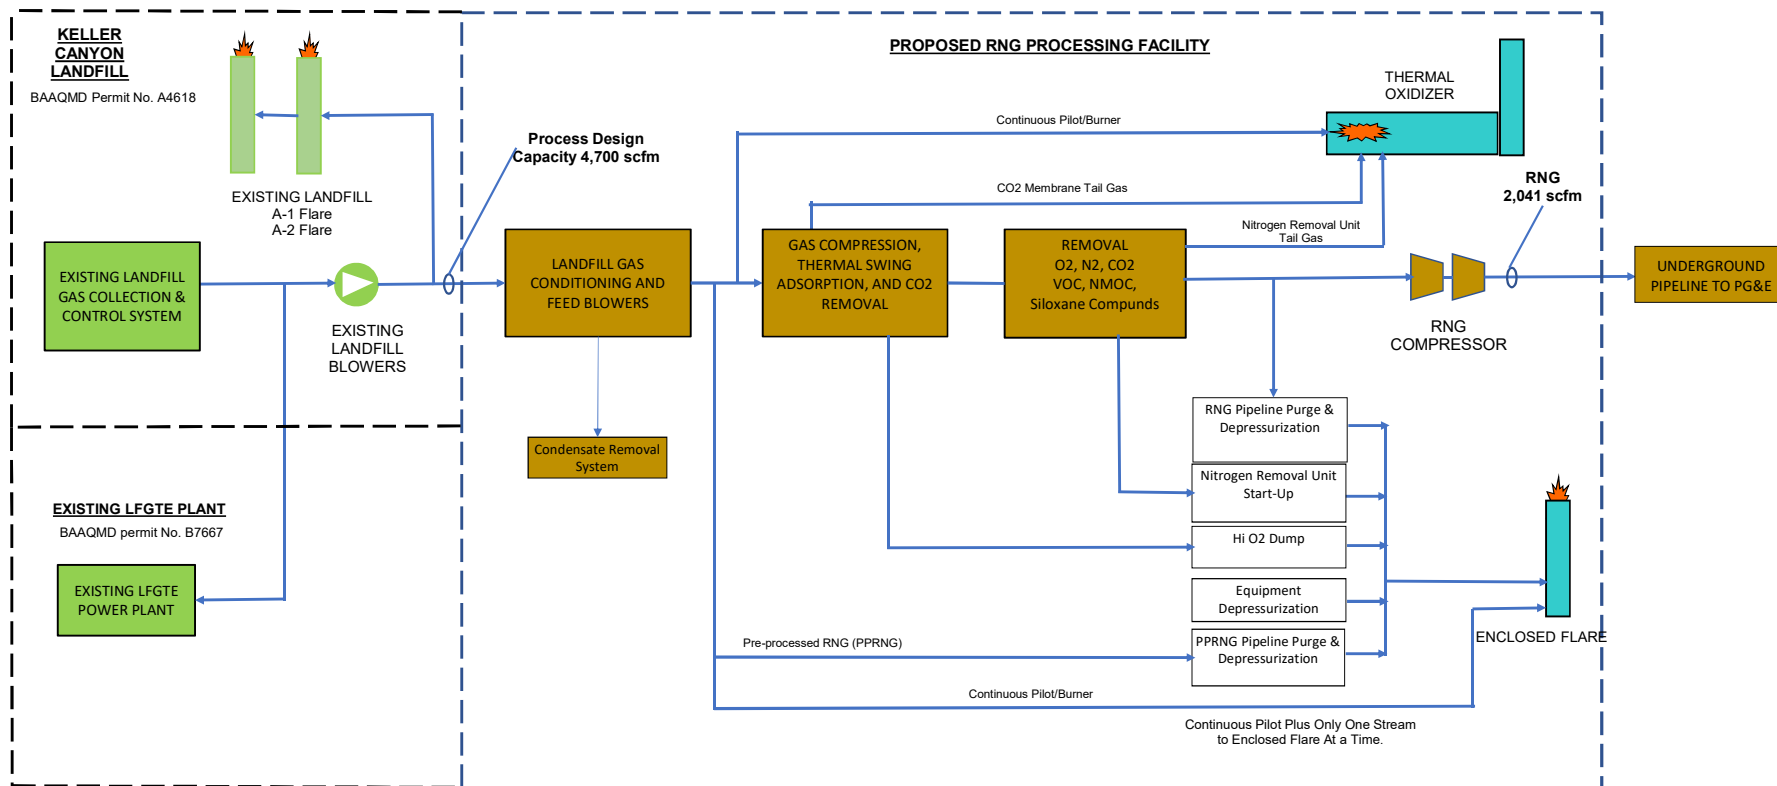 KELLER
CANYON
LANDFILL
BAAQMD Permit No. A4618
EXISTING LANDFILL
A-1 Flare
A-2 Flare
EXISTING LANDFILL
GAS COLLECTION &
CONTROL SYSTEM
EXISTING
LANDFILL
BLOWERS
EXISTING LFGTE PLANT
BAAQMD permit No. B7667
EXISTING LFGTE
POWER PLANT
PROPOSED RNG PROCESSING FACILITY
Process Design
Capacity 4,700 scfm
LANDFILL GAS
CONDITIONING AND
FEED BLOWERS
Condensate Removal
System
Continuous Pilot/Burner
THERMAL
OXIDIZER
CO2 Membrane Tail Gas
GAS COMPRESSION,
THERMAL SWING
ADSORPTION, AND CO2
REMOVAL
REMOVAL
O2, N2, CO2
VOC, NMOC,
Siloxane Compunds
Nitrogen Removal Unit
Tail Gas
RNG
2,041 scfm
RNG
COMPRESSOR
UNDERGROUND
PIPELINE TO PG&E
RNG Pipeline Purge &
Depressurization
Nitrogen Removal Unit
Start-Up
Hi O2 Dump
Equipment
Depressurization
Pre-processed RNG (PPRNG)
PPRNG Pipeline Purge &
Depressurization
ENCLOSED FLARE
Continuous Pilot/Burner
Continuous Pilot Plus Only One Stream
to Enclosed Flare At a Time.